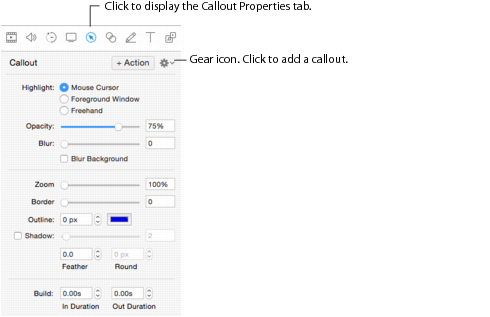 Click to display the Callout Properties tab.
Callout
+ Action
Gear icon. Click to add a callout.
Highlight: Mouse Cursor
Foreground Window
Freehand
Opacity: 75%
Blur: 0
Blur Background
Zoom 100%
Border 0
Outline: 0 px
Shadow: 2
0.0 0 px
Feather Round
Build: 0.00s 0.00s
In Duration Out Duration